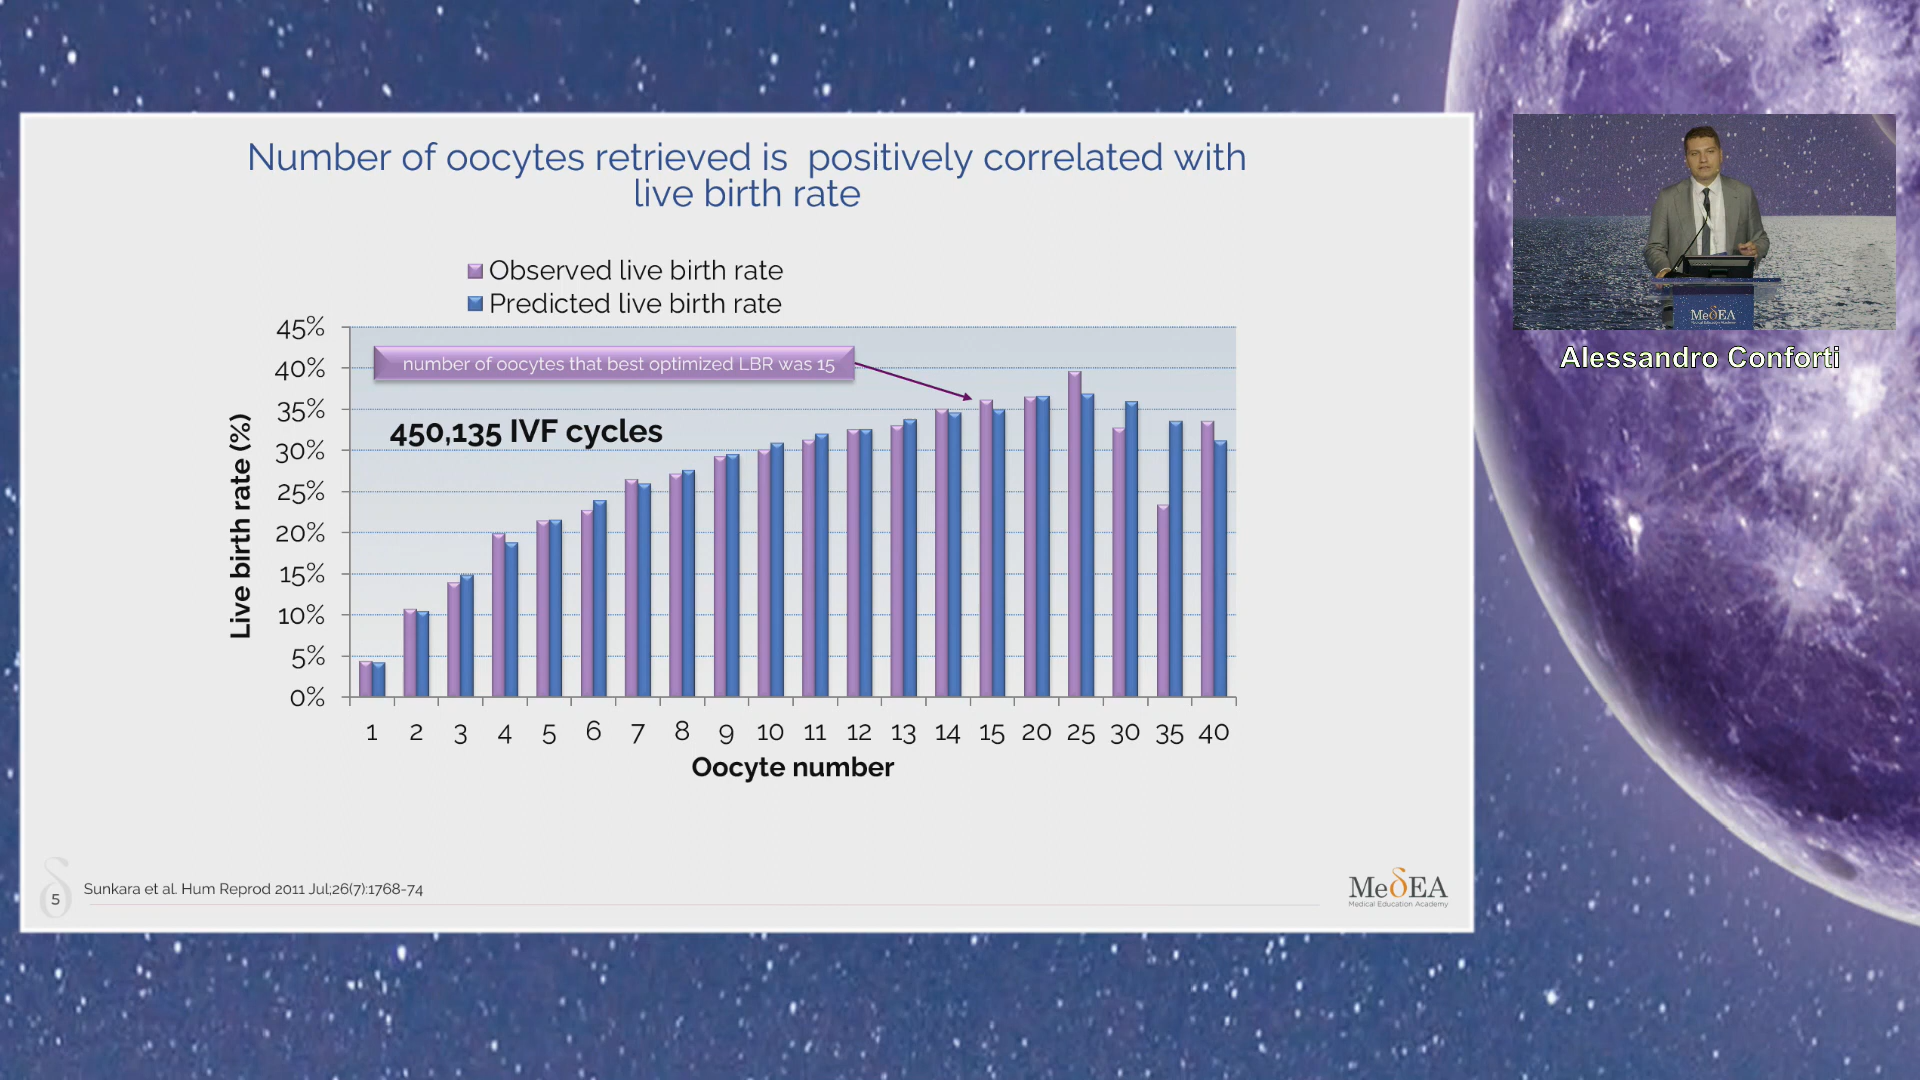 Number of oocytes retrieved is  positively correlated with
live birth rate
Observed live birth rate
Predicted live birth rate
45%
40%
35%
30%
25%
20%
15%
10%
5%
0%
Live birth rate (%)
number of oocytes that best optimized LBR was 15
450,135 IVF cycles
1 2 3 4 5 6 7 8 9 10 11 12 13 14 15 20 25 30 35 40
Oocyte number
5
Sunkara et al. Hum Reprod 2011 Jul;26(7):1768-74
MeδEA
Medical Education Academy
MeδEA
Medical Education Academy
Alessandro Conforti